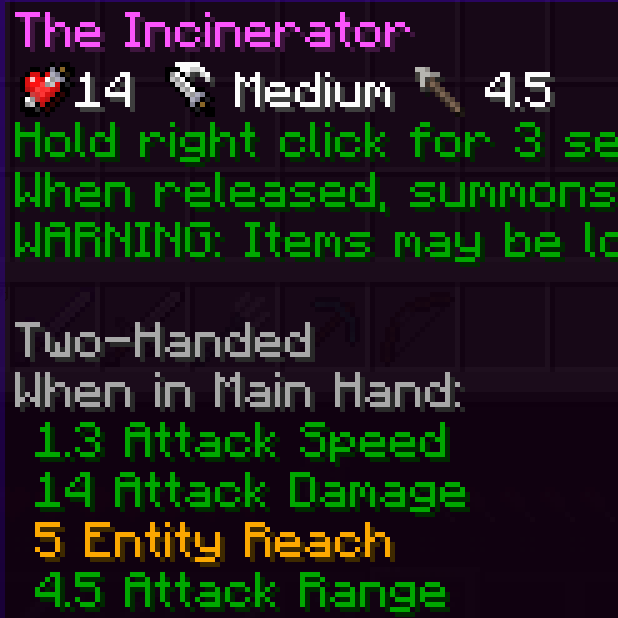 The Incinerator
14 Medium 4.5
Hold right click for 3 se
When released, summons
WARNING: Items may be lo
Two-Handed
When in Main Hand:
1.3 Attack Speed
14 Attack Damage
5 Entity Reach
4.5 Attack Range